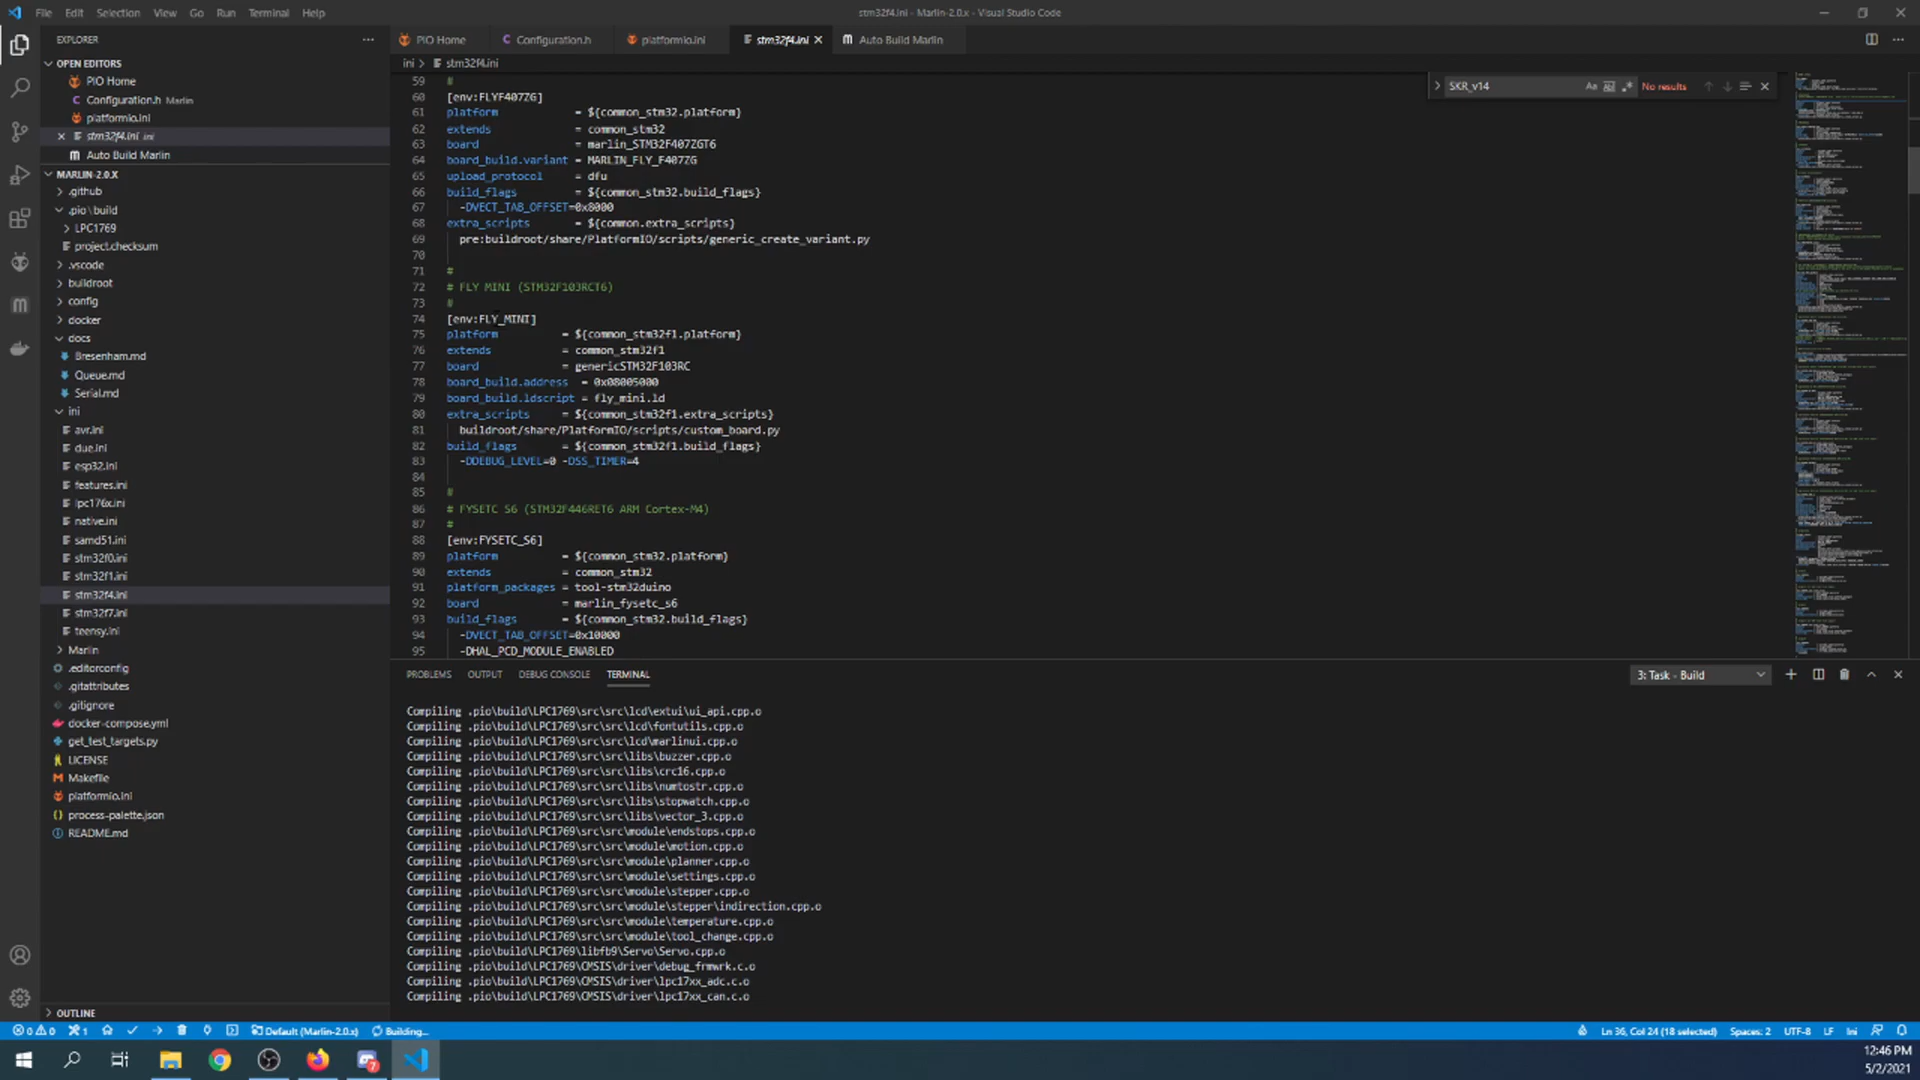 File Edit Selection View Go Run Terminal Help
stm32f4.ini - Marlin-2.0.x - Visual Studio Code
EXPLORER
OPEN EDITORS
PIO Home
Configuration.h Marlin
platformio.ini
stm32f4.ini ini
Auto Build Marlin
MARLIN-2.0.X
.github
.pio\build
LPC1769
project.checksum
.vscode
buildroot
config
docker
docs
Bresenham.md
Queue.md
Serial.md
ini
avr.ini
due.ini
esp32.ini
features.ini
lpc176x.ini
native.ini
samd51.ini
stm32f0.ini
stm32f1.ini
stm32f4.ini
stm32f7.ini
teensy.ini
Marlin
.editorconfig
.gitattributes
.gitignore
docker-compose.yml
get_test_targets.py
LICENSE
Makefile
platformio.ini
process-palette.json
README.md
OUTLINE
PIO Home Configuration.h platformio.ini stm32f4.ini Auto Build Marlin
ini > stm32f4.ini
SKR_v14 No results
59 #
60 [env:FLYF407ZG]
61 platform = ${common_stm32.platform}
62 extends = common_stm32
63 board = marlin_STM32F407ZGT6
64 board_build.variant = MARLIN_FLY_F407ZG
65 upload_protocol = dfu
66 build_flags = ${common_stm32.build_flags}
67 -DVECT_TAB_OFFSET=0x8000
68 extra_scripts = ${common.extra_scripts}
69 pre:buildroot/share/PlatformIO/scripts/generic_create_variant.py
70
71 #
72 # FLY MINI (STM32F103RCT6)
73 #
74 [env:FLY_MINI]
75 platform = ${common_stm32f1.platform}
76 extends = common_stm32f1
77 board = genericSTM32F103RC
78 board_build.address = 0x08005000
79 board_build.ldscript = fly_mini.ld
80 extra_scripts = ${common_stm32f1.extra_scripts}
81 buildroot/share/PlatformIO/scripts/custom_board.py
82 build_flags = ${common_stm32f1.build_flags}
83 -DDEBUG_LEVEL=0 -DSS_TIMER=4
84
85 #
86 # FYSETC S6 (STM32F446RET6 ARM Cortex-M4)
87 #
88 [env:FYSETC_S6]
89 platform = ${common_stm32.platform}
90 extends = common_stm32
91 platform_packages = tool-stm32duino
92 board = marlin_fysetc_s6
93 build_flags = ${common_stm32.build_flags}
94 -DVECT_TAB_OFFSET=0x10000
95 -DHAL_PCD_MODULE_ENABLED
PROBLEMS OUTPUT DEBUG CONSOLE TERMINAL
3: Task - Build
Compiling .pio\build\LPC1769\src\src\lcd\extui\ui_api.cpp.o
Compiling .pio\build\LPC1769\src\src\lcd\fontutils.cpp.o
Compiling .pio\build\LPC1769\src\src\lcd\marlinui.cpp.o
Compiling .pio\build\LPC1769\src\src\libs\buzzer.cpp.o
Compiling .pio\build\LPC1769\src\src\libs\crc16.cpp.o
Compiling .pio\build\LPC1769\src\src\libs\numtostr.cpp.o
Compiling .pio\build\LPC1769\src\src\libs\stopwatch.cpp.o
Compiling .pio\build\LPC1769\src\src\libs\vector_3.cpp.o
Compiling .pio\build\LPC1769\src\src\module\endstops.cpp.o
Compiling .pio\build\LPC1769\src\src\module\motion.cpp.o
Compiling .pio\build\LPC1769\src\src\module\planner.cpp.o
Compiling .pio\build\LPC1769\src\src\module\settings.cpp.o
Compiling .pio\build\LPC1769\src\src\module\stepper.cpp.o
Compiling .pio\build\LPC1769\src\src\module\stepper\indirection.cpp.o
Compiling .pio\build\LPC1769\src\src\module\temperature.cpp.o
Compiling .pio\build\LPC1769\src\src\module\tool_change.cpp.o
Compiling .pio\build\LPC1769\libfb9\Servo\Servo.cpp.o
Compiling .pio\build\LPC1769\CMSIS\driver\debug_frmwrk.c.o
Compiling .pio\build\LPC1769\CMSIS\driver\lpc17xx_adc.c.o
Compiling .pio\build\LPC1769\CMSIS\driver\lpc17xx_can.c.o
0 0 1 Default (Marlin-2.0.x) Building...
Ln 36, Col 24 (18 selected) Spaces: 2 UTF-8 LF Ini
12:46 PM
5/2/2021